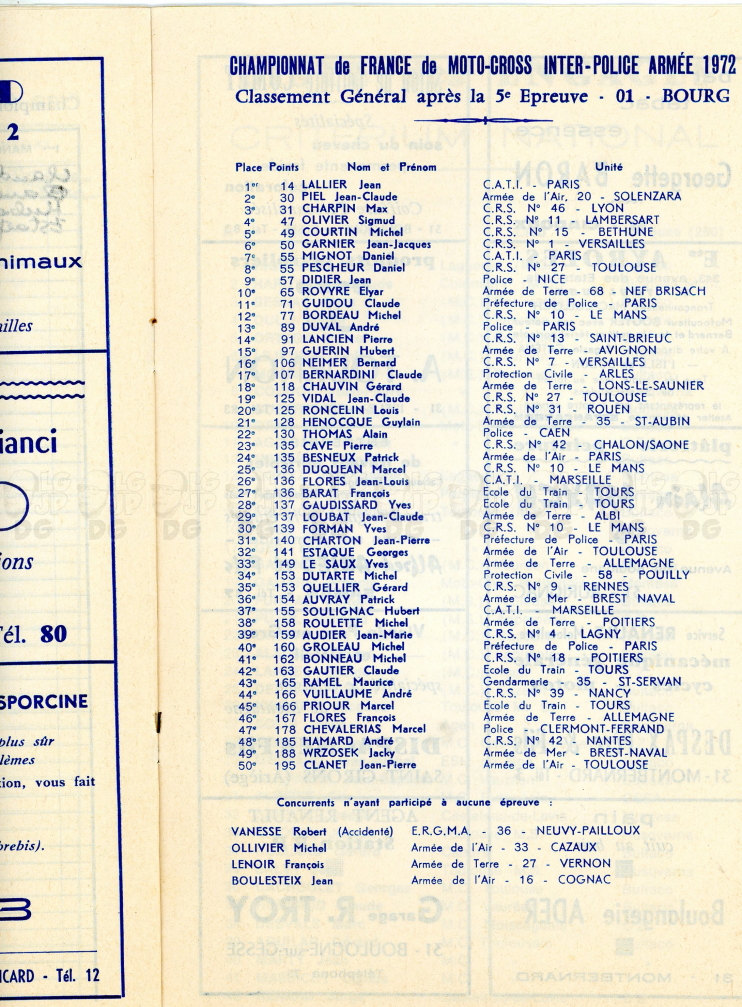 CHAMPIONNAT de FRANCE de MOTO-CROSS INTER-POLICE ARMÉE 1972
Classement Général après la 5e Epreuve - 01 - BOURG
Place Points Nom et Prénom Unité
1er 14 LALLIER Jean C.A.T.I. - PARIS
2e 30 PIEL Jean-Claude Armée de l'Air, 20 - SOLENZARA
3e 31 CHARPIN Max C.R.S. N° 46 - LYON
4e 47 OLIVIER Sigmud C.R.S. N° 11 - LAMBERSART
5e 49 COURTIN Michel C.R.S. N° 15 - BETHUNE
6e 50 GARNIER Jean-Jacques C.R.S. N° 1 - VERSAILLES
7e 55 MIGNOT Daniel C.A.T.I. - PARIS
8e 55 PESCHEUR Daniel C.R.S. N° 27 - TOULOUSE
9e 57 DIDIER Jean Police - NICE
10e 65 ROVYRE Elyar Armée de Terre - 68 - NEF BRISACH
11e 71 GUIDOU Claude Préfecture de Police - PARIS
12e 77 BORDEAU Michel C.R.S. N° 10 - LE MANS
13e 89 DUVAL André Police - PARIS
14e 91 LANCIEN Pierre C.R.S. N° 13 - SAINT-BRIEUC
15e 97 GUERIN Hubert Armée de Terre - AVIGNON
16e 106 NEIMER Bernard C.R.S. N° 7 - VERSAILLES
17e 107 BERNARDINI Claude Protection Civile - ARLES
18e 118 CHAUVIN Gérard Armée de Terre - LONS-LE-SAUNIER
19e 125 VIDAL Jean-Claude C.R.S. N° 27 - TOULOUSE
20e 125 RONCELIN Louis C.R.S. N° 31 - ROUEN
21e 128 HENOCQUE Guylain Armée de Terre - 35 - ST-AUBIN
22e 130 THOMAS Alain Police - CAEN
23e 135 CAVE Pierre C.R.S. N° 42 - CHALON/SAONE
24e 135 BESNEUX Patrick Armée de l'Air - PARIS
25e 136 DUQUEAN Marcel C.R.S. N° 10 - LE MANS
26e 136 FLORES Jean-Louis C.A.T.I. - MARSEILLE
27e 136 BARAT François Ecole du Train - TOURS
28e 137 GAUDISSARD Yves Ecole du Train - TOURS
29e 137 LOUBAT Jean-Claude Armée de Terre - ALBI
30e 139 FORMAN Yves C.R.S. N° 10 - LE MANS
31e 140 CHARTON Jean-Pierre Préfecture de Police - PARIS
32e 141 ESTAQUE Georges Armée de l'Air - TOULOUSE
33e 149 LE SAUX Yves Armée de Terre - ALLEMAGNE
34e 153 DUTARTE Michel Protection Civile - 58 - POUILLY
35e 153 QUELLIER Gérard C.R.S. N° 9 - RENNES
36e 154 AUVRAY Patrick Armée de Mer - BREST NAVAL
37e 155 SOULIGNAC Hubert C.A.T.I. - MARSEILLE
38e 158 ROULETTE Michel Armée de Terre - POITIERS
39e 159 AUDIER Jean-Marie C.R.S. N° 4 - LAGNY
40e 160 GROLEAU Michel Préfecture de Police - PARIS
41e 162 BONNEAU Michel C.R.S. N° 18 - POITIERS
42e 163 GAUTIER Claude Ecole du Train - TOURS
43e 165 RAMEL Maurice Gendarmerie - 35 - ST-SERVAN
44e 166 VUILLAUME André C.R.S. N° 39 - NANCY
45e 166 PRIOUR Marcel Ecole du Train - TOURS
46e 167 FLORES François Armée de Terre - ALLEMAGNE
47e 178 CHEVALERIAS Marcel Police - CLERMONT-FERRAND
48e 185 HAMARD André C.R.S. N° 42 - NANTES
49e 188 WRZOSEK Jacky Armée de Mer - BREST-NAVAL
50e 195 CLANET Jean-Pierre Armée de l'Air - TOULOUSE
Concurrents n'ayant participé à aucune épreuve :
VANESSE Robert (Accidenté) E.R.G.M.A. - 36 - NEUVY-PAILLOUX
OLLIVIER Michel Armée de l'Air - 33 - CAZAUX
LENOIR François Armée de Terre - 27 - VERNON
BOULESTEIX Jean Armée de l'Air - 16 - COGNAC
2
nimaux
ailles
ianci
ions
Tél. 80
SPORCINE
plus sûr
lèmes
tion, vous fait
brebis).
ICARD - Tél. 12